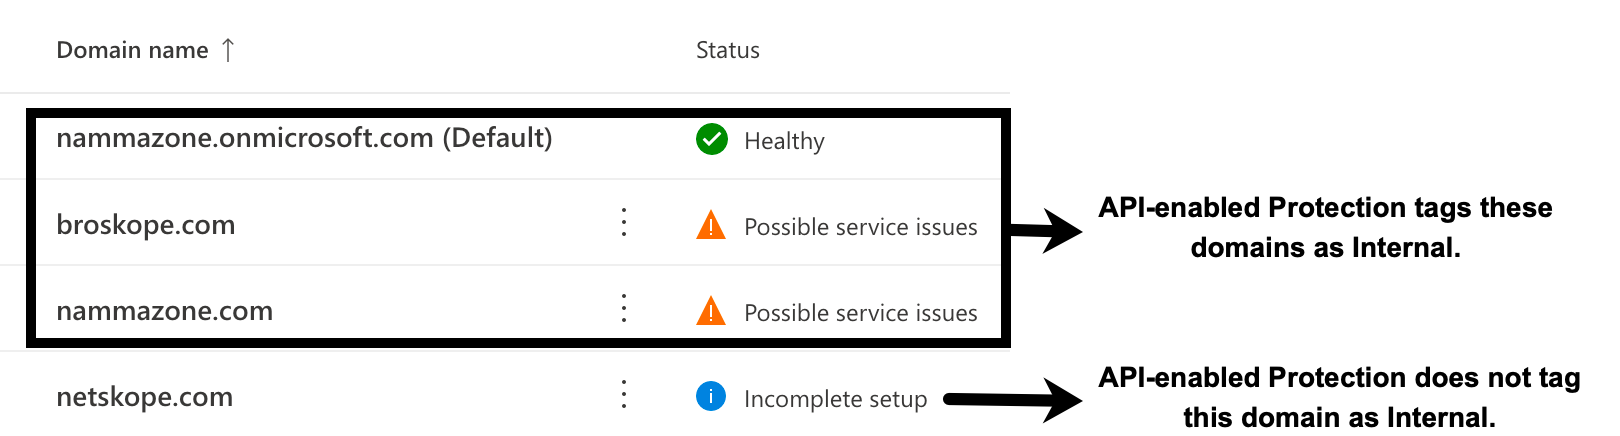 Domain name ↑ Status
nammazone.onmicrosoft.com (Default) Healthy
broskope.com Possible service issues
API-enabled Protection tags these
domains as Internal.
nammazone.com Possible service issues
netskope.com Incomplete setup
API-enabled Protection does not tag
this domain as Internal.